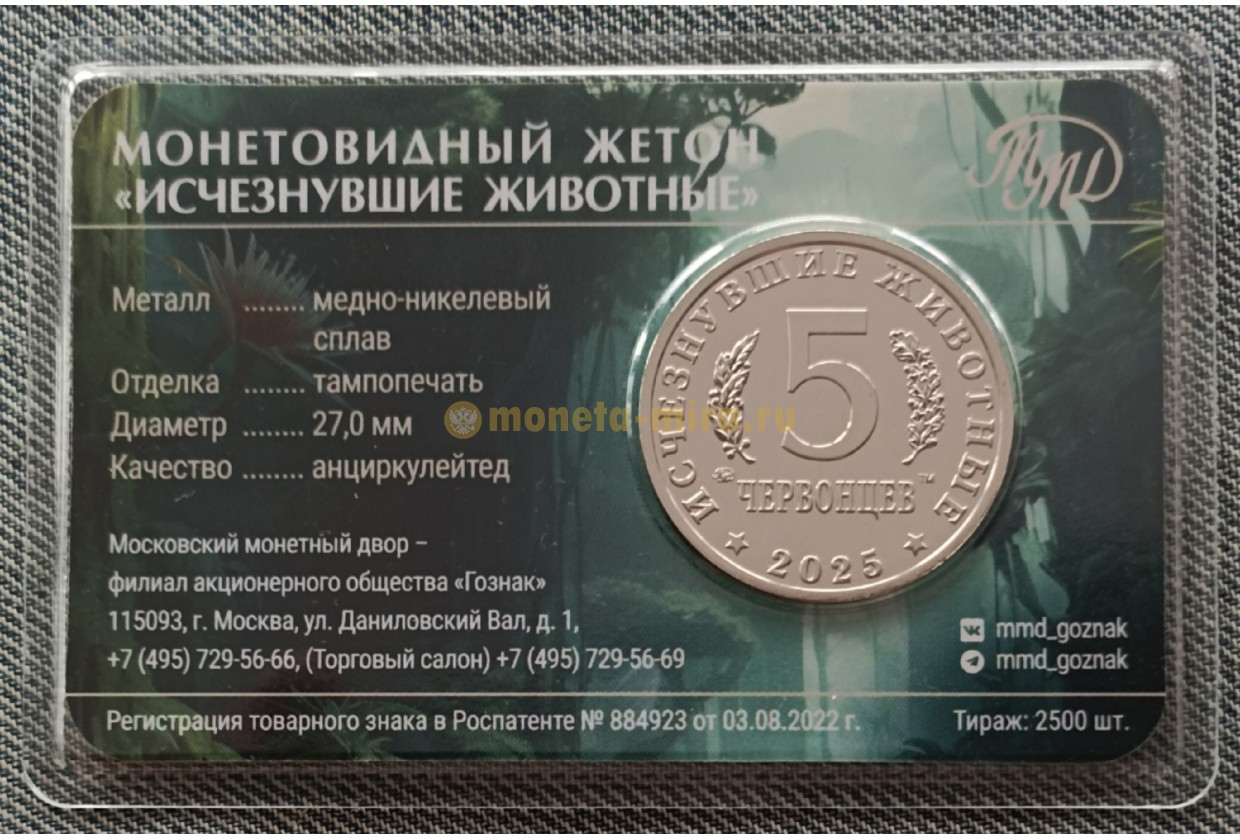 МОНЕТОВИДНЫЙ ЖЕТОН
«ИСЧЕЗНУВШИЕ ЖИВОТНЫЕ»
ММД
Металл ........ медно-никелевый
сплав
Отделка ........ тампопечать
Диаметр ........ 27,0 мм
Качество ........ анциркулейтед
ИСЧЕЗНУВШИЕ ЖИВОТНЫЕ
5
ЧЕРВОНЦЕВ
TM
2025
moneta-mira.ru
Московский монетный двор –
филиал акционерного общества «Гознак»
115093, г. Москва, ул. Даниловский Вал, д. 1,
+7 (495) 729-56-66, (Торговый салон) +7 (495) 729-56-69
mmd_goznak
mmd_goznak
Регистрация товарного знака в Роспатенте № 884923 от 03.08.2022 г.
Тираж: 2500 шт.